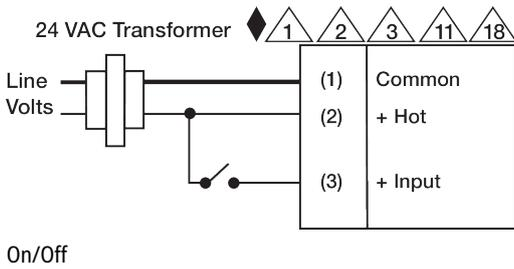 24 VAC Transformer 1 2 3 11 18
Line Volts
(1) Common
(2) + Hot
(3) + Input
On/Off